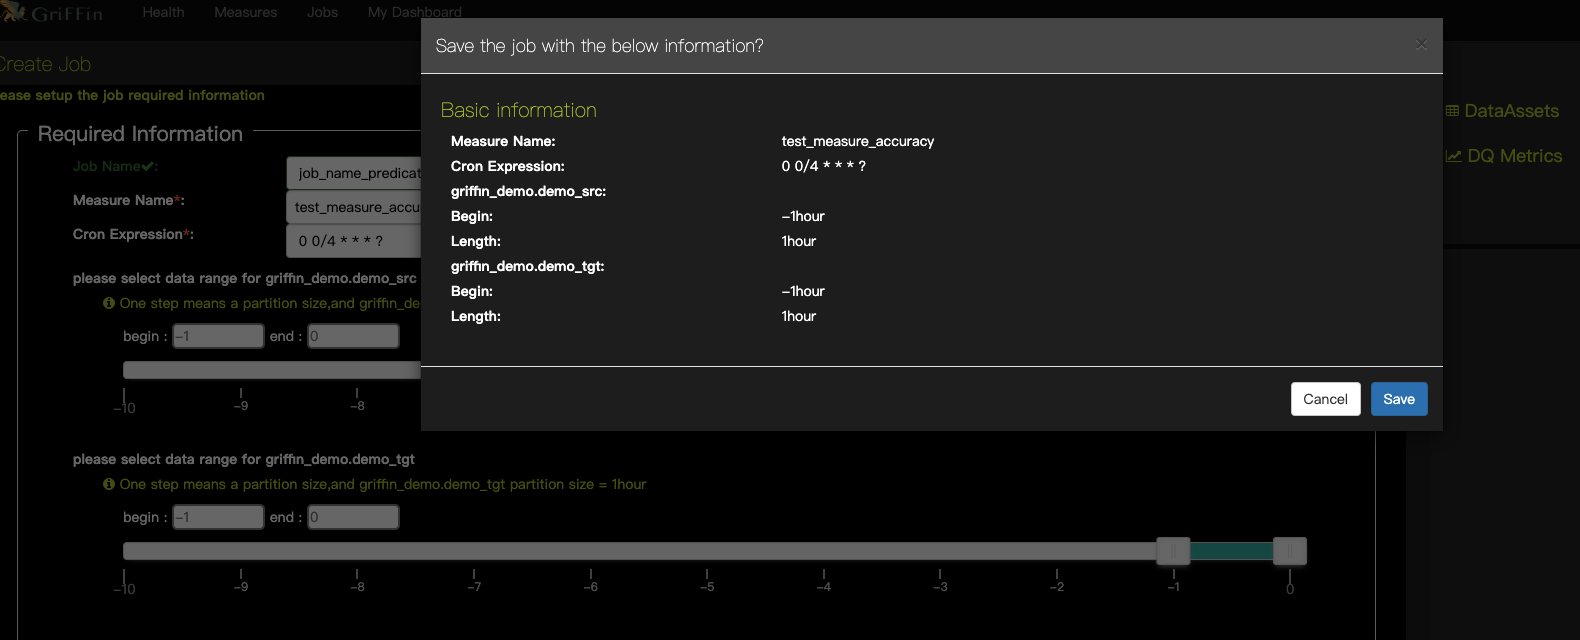 GriFFin Health Measures Jobs My Dashboard
Save the job with the below information? ×
Create Job
ease setup the job required information
Basic information
DataAssets
Required Information
Measure Name: test_measure_accuracy
Job Name✔: job_name_predicat
Cron Expression: 0 0/4 * * * ?
DQ Metrics
griffin_demo.demo_src:
Measure Name*: test_measure_accu
Begin: -1hour
Cron Expression*: 0 0/4 * * * ?
Length: 1hour
griffin_demo.demo_tgt:
please select data range for griffin_demo.demo_src
Begin: -1hour
One step means a partition size,and griffin_de
Length: 1hour
begin : -1 end : 0
Cancel Save
-10 -9 -8
please select data range for griffin_demo.demo_tgt
One step means a partition size,and griffin_demo.demo_tgt partition size = 1hour
begin : -1 end : 0
-10 -9 -8 -7 -6 -5 -4 -3 -2 -1 0